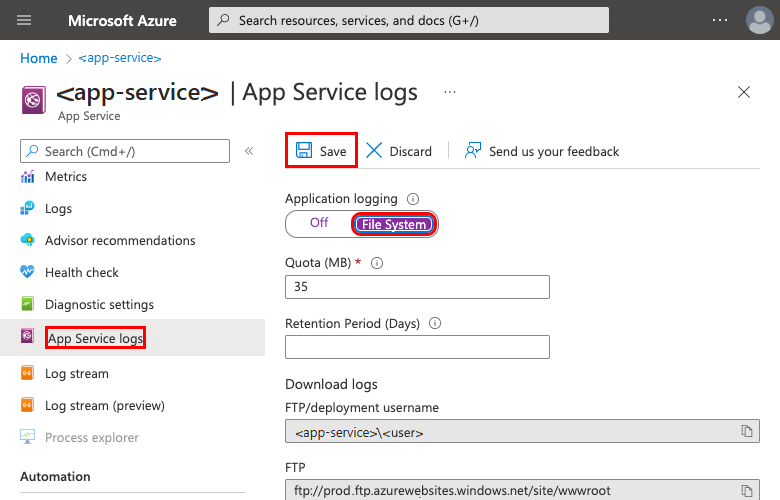 Microsoft Azure
Search resources, services, and docs (G+/)
Home > <app-service>
<app-service> | App Service logs
App Service
Search (Cmd+/)
Save
Discard
Send us your feedback
Metrics
Logs
Advisor recommendations
Health check
Diagnostic settings
App Service logs
Log stream
Log stream (preview)
Process explorer
Automation
Application logging
Off
File System
Quota (MB) *
35
Retention Period (Days)
Download logs
FTP/deployment username
<app-service>\<user>
FTP
ftp://prod.ftp.azurewebsites.windows.net/site/wwwroot